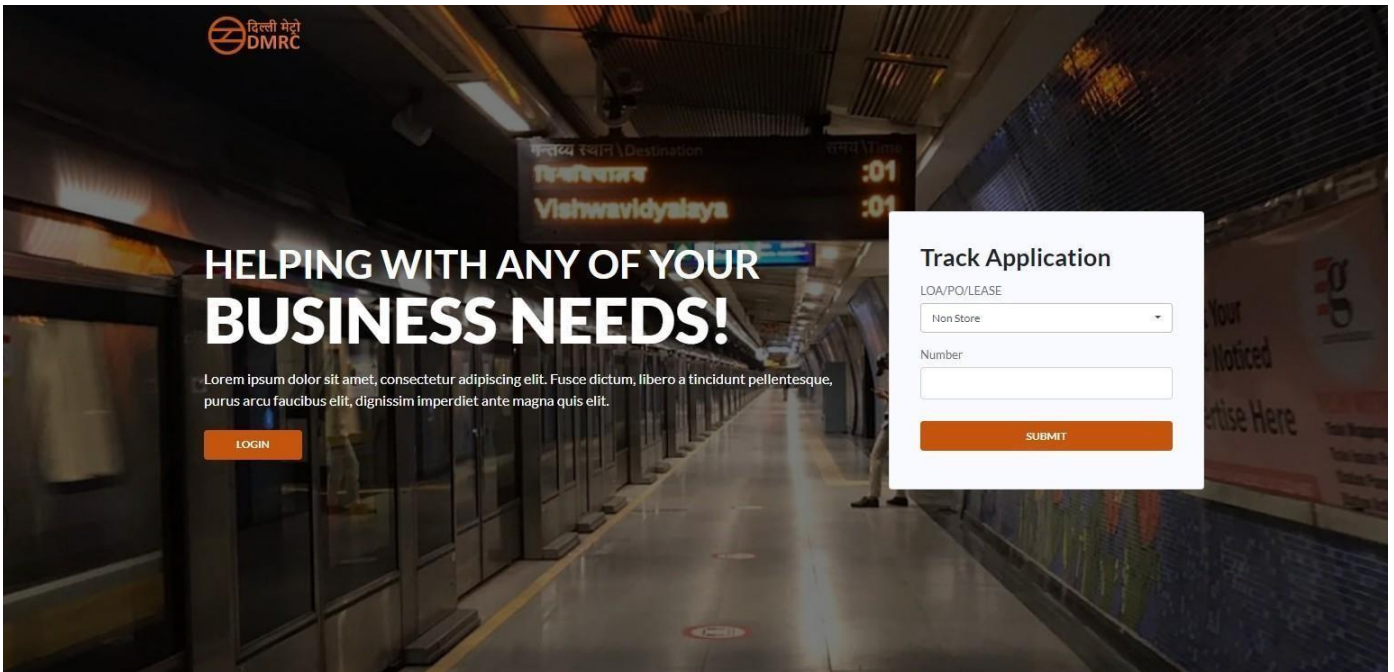 दिल्ली मेट्रो
DMRC
गन्तव्य स्थान\Destination समय\Time
:01
Vishwavidyalaya :01
HELPING WITH ANY OF YOUR
BUSINESS NEEDS!
Lorem ipsum dolor sit amet, consectetur adipiscing elit. Fusce dictum, libero a tincidunt pellentesque,
purus arcu faucibus elit, dignissim imperdiet ante magna quis elit.
LOGIN
Track Application
LOA/PO/LEASE
Non Store
Number
SUBMIT
Your
Noticed
ertise Here